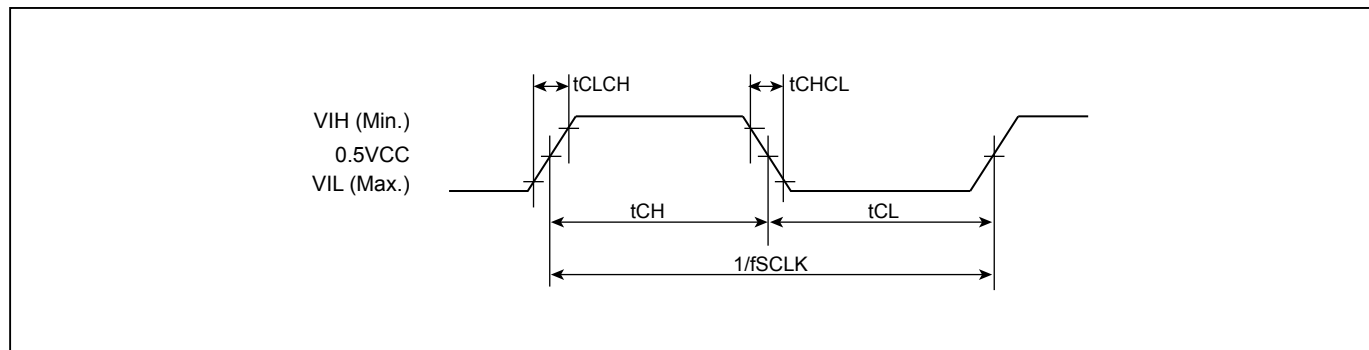 tCLCH
tCHCL
VIH (Min.)
0.5VCC
VIL (Max.)
tCH
tCL
1/fSCLK